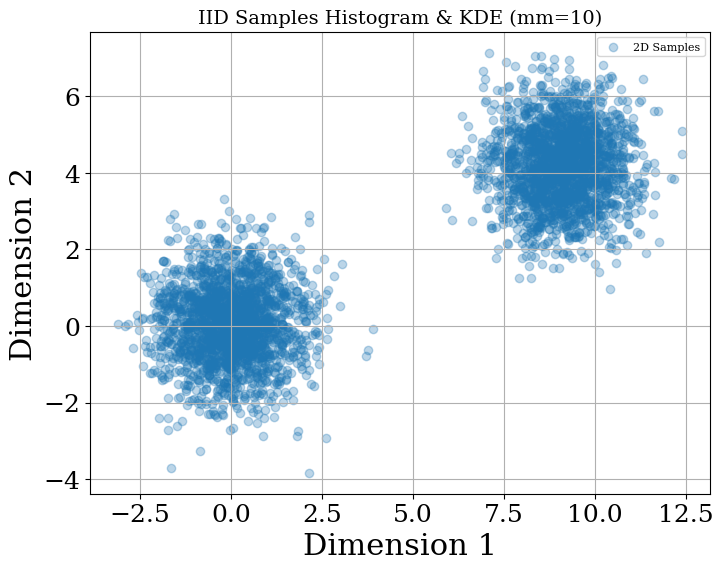 IID Samples Histogram & KDE (mm=10)
2D Samples
Dimension 2
6
4
2
0
−2
−4
−2.5 0.0 2.5 5.0 7.5 10.0 12.5
Dimension 1